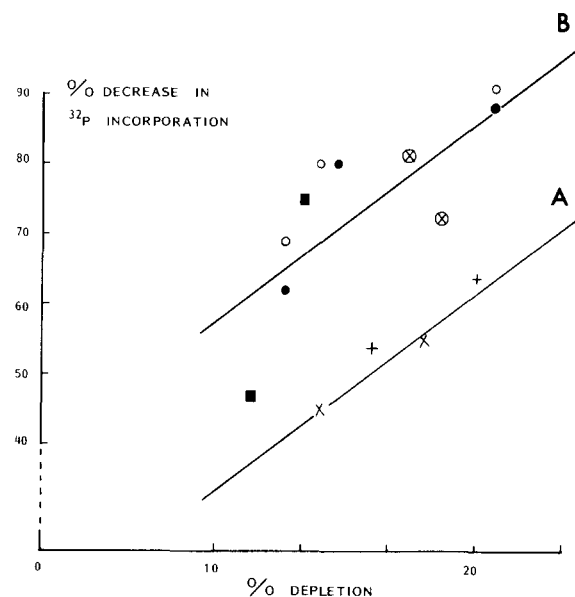 B
% DECREASE IN
³²P INCORPORATION
90
80
A
70
60
50
40
0
10
20
% DEPLETION